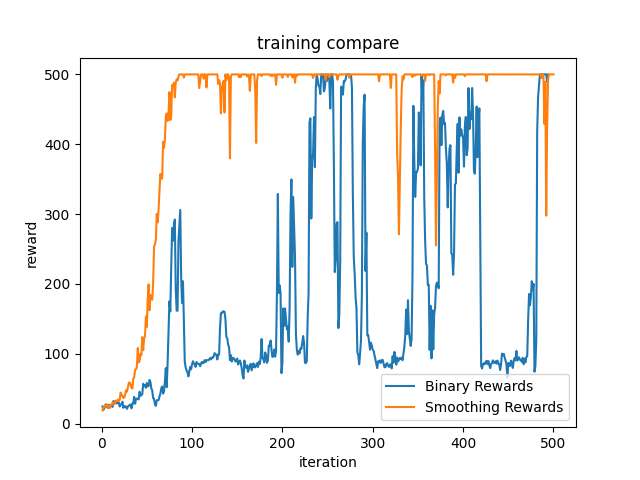 training compare
reward
500
400
300
200
100
0
0 100 200 300 400 500
iteration
Binary Rewards
Smoothing Rewards